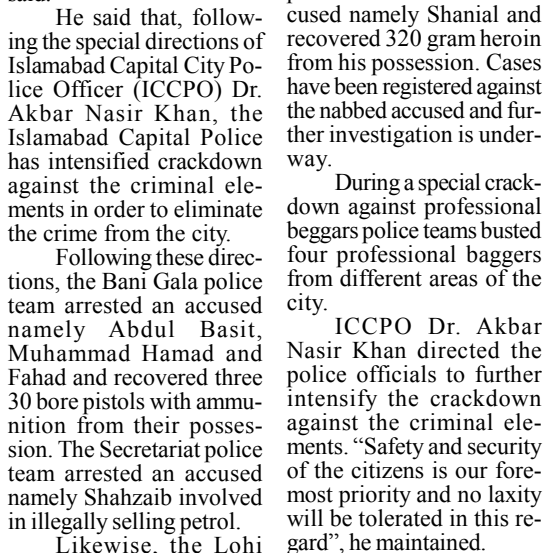 said.
He said that, follow-
ing the special directions of
Islamabad Capital City Po-
lice Officer (ICCPO) Dr.
Akbar Nasir Khan, the
Islamabad Capital Police
has intensified crackdown
against the criminal ele-
ments in order to eliminate
the crime from the city.
Following these direc-
tions, the Bani Gala police
team arrested an accused
namely Abdul Basit,
Muhammad Hamad and
Fahad and recovered three
30 bore pistols with ammu-
nition from their posses-
sion. The Secretariat police
team arrested an accused
namely Shahzaib involved
in illegally selling petrol.
Likewise, the Lohi
cused namely Shanial and
recovered 320 gram heroin
from his possession. Cases
have been registered against
the nabbed accused and fur-
ther investigation is under-
way.
During a special crack-
down against professional
beggars police teams busted
four professional baggers
from different areas of the
city.
ICCPO Dr. Akbar
Nasir Khan directed the
police officials to further
intensify the crackdown
against the criminal ele-
ments. “Safety and security
of the citizens is our fore-
most priority and no laxity
will be tolerated in this re-
gard”, he maintained.